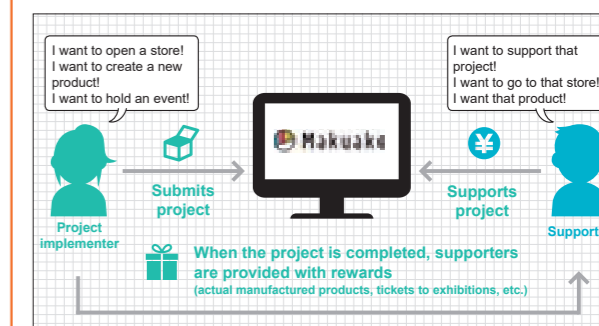 I want to open a store!
I want to create a new
product!
I want to hold an event!
I want to support that
project!
I want to go to that store!
I want that product!
Makuake
¥
Submits
project
Supports
project
Project
implementer
Support
When the project is completed, supporters
are provided with rewards
(actual manufactured products, tickets to exhibitions, etc.)